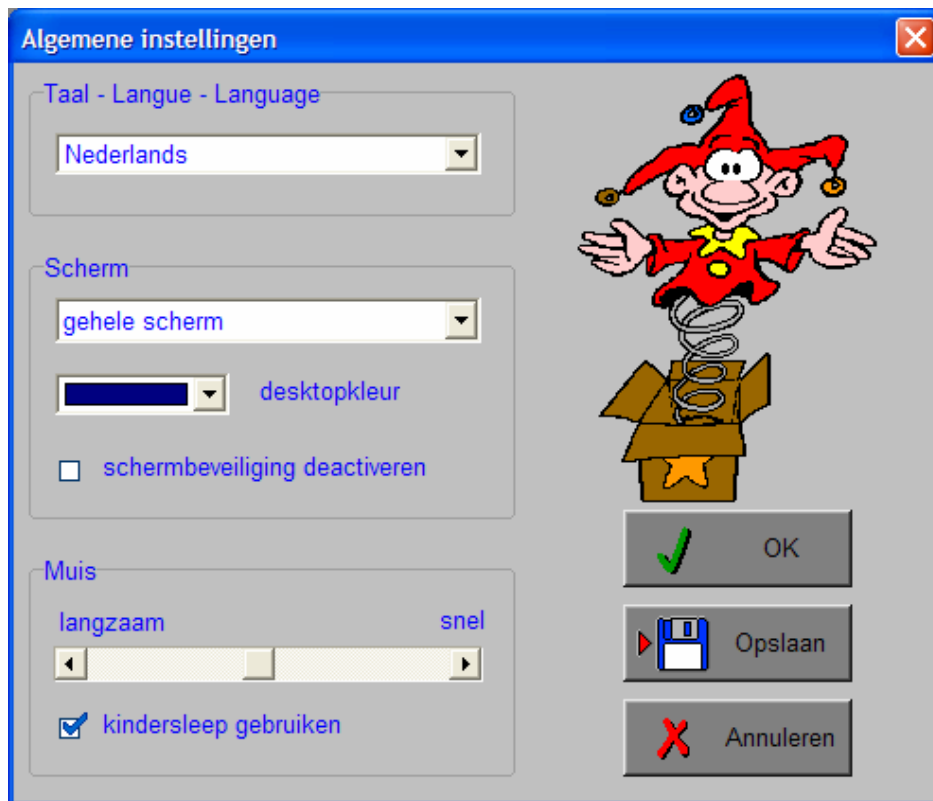 Algemene instellingen
Taal - Langue - Language
Nederlands
Scherm
gehele scherm
desktopkleur
schermbeveiliging deactiveren
Muis
langzaam
snel
kindersleep gebruiken
OK
Opslaan
Annuleren